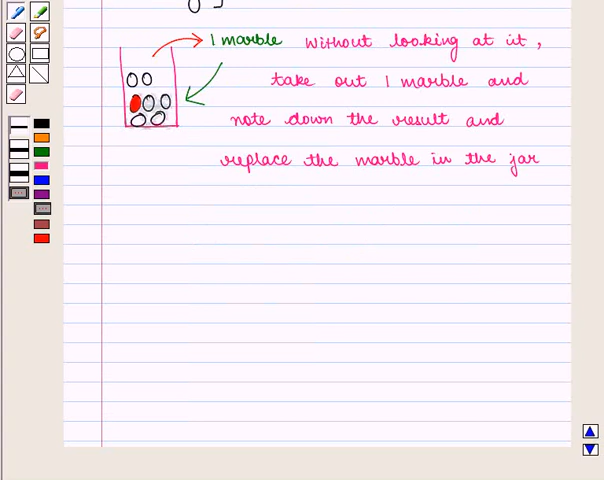 1 marble without looking at it,
take out 1 marble and
note down the result and
replace the marble in the jar